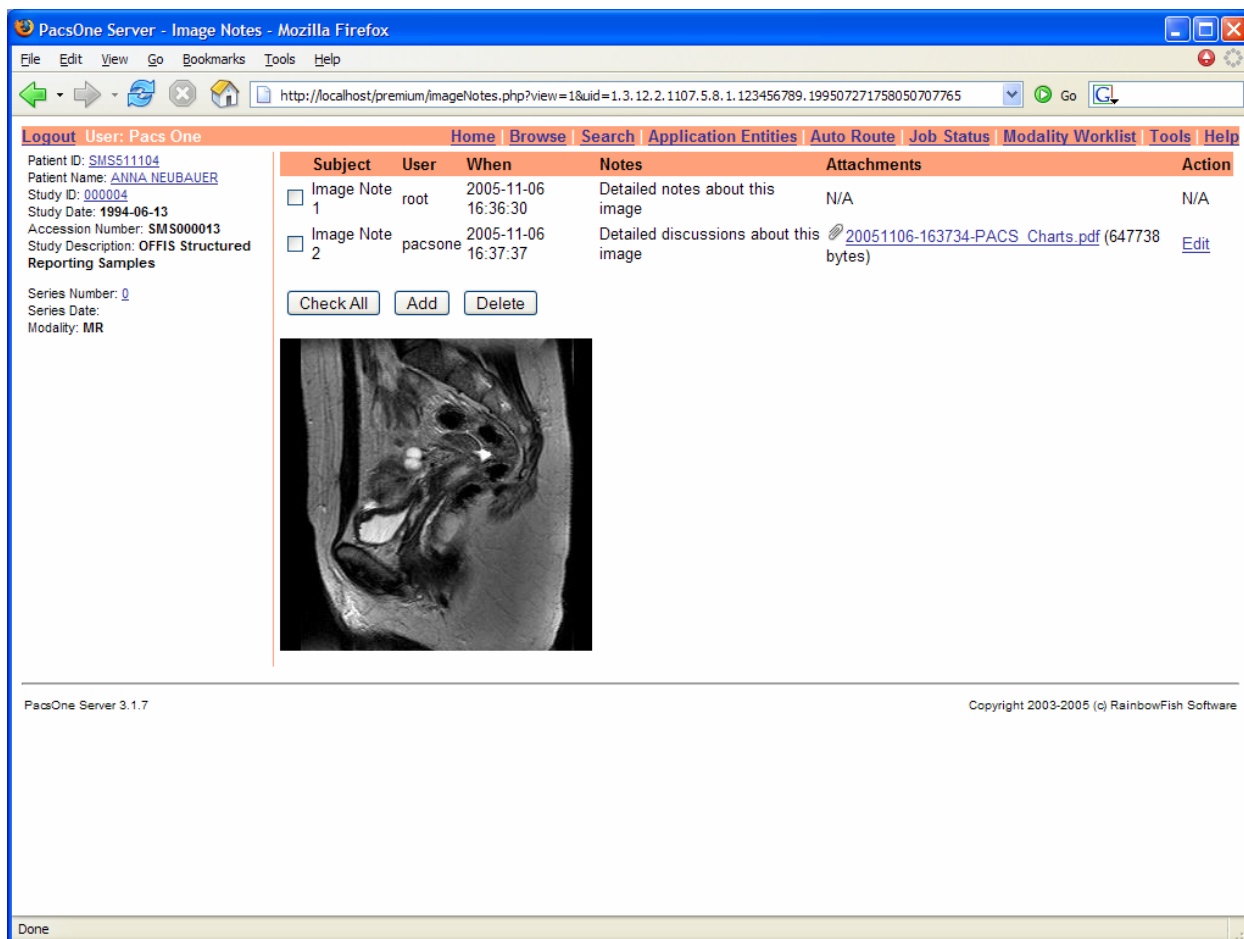 PacsOne Server - Image Notes - Mozilla Firefox
File Edit View Go Bookmarks Tools Help
http://localhost/premium/imageNotes.php?view=1&uid=1.3.12.2.1107.5.8.1.123456789.199507271758050707765 Go G
Logout User: Pacs One Home | Browse | Search | Application Entities | Auto Route | Job Status | Modality Worklist | Tools | Help
Patient ID: SMS511104
Patient Name: ANNA NEUBAUER
Study ID: 000004
Study Date: 1994-06-13
Accession Number: SMS000013
Study Description: OFFIS Structured
Reporting Samples
Series Number: 0
Series Date:
Modality: MR
Subject User When Notes Attachments Action
Image Note root 2005-11-06 Detailed notes about this N/A N/A
1 16:36:30 image
Image Note pacsone 2005-11-06 Detailed discussions about this 20051106-163734-PACS_Charts.pdf (647738 Edit
2 16:37:37 image bytes)
Check All Add Delete
PacsOne Server 3.1.7 Copyright 2003-2005 (c) RainbowFish Software
Done